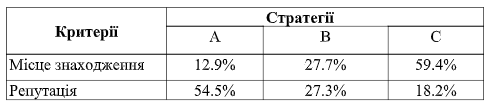 Критерії Стратегії
A B C
Місце знаходження 12.9% 27.7% 59.4%
Репутація 54.5% 27.3% 18.2%